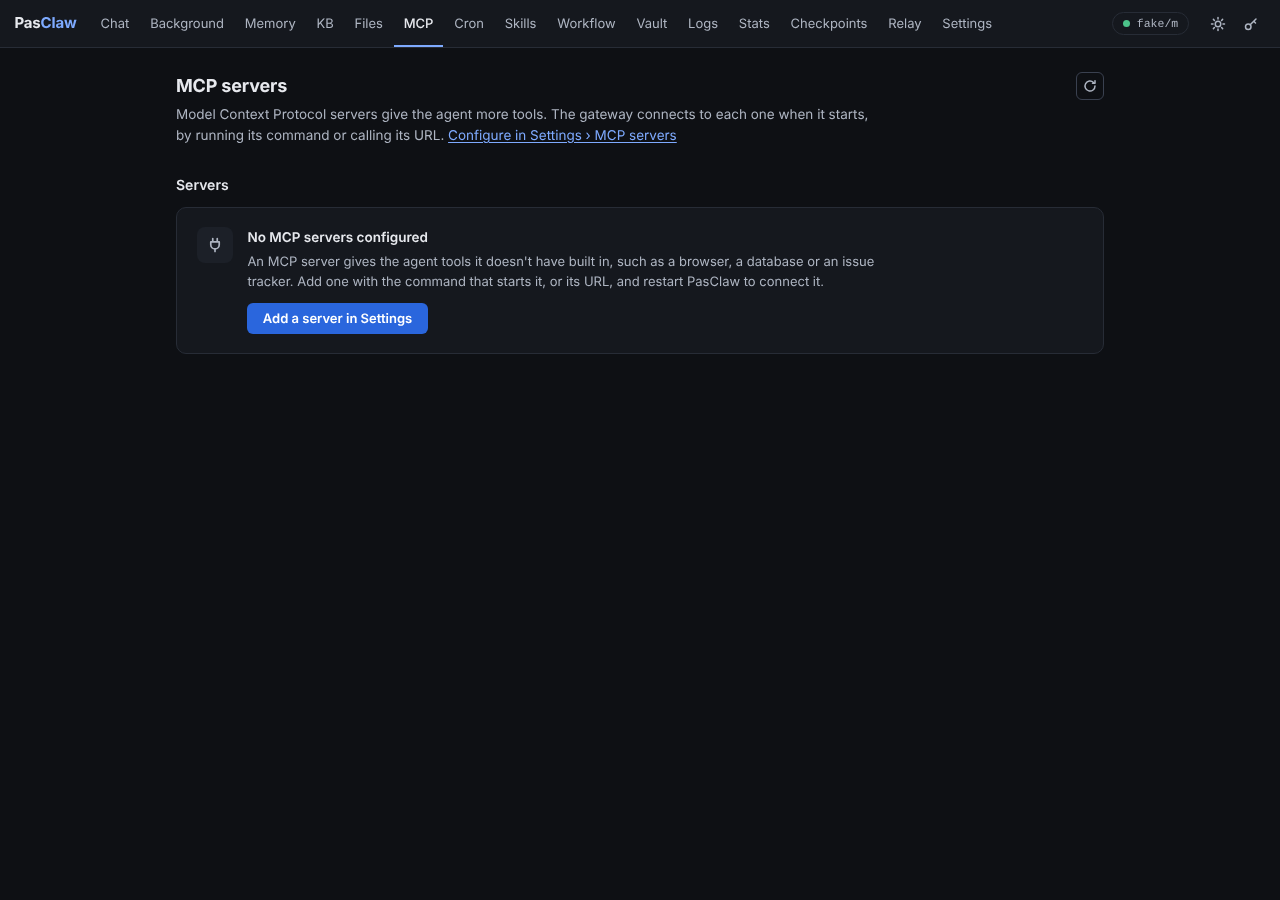 PasClaw Chat Background Memory KB Files MCP Cron Skills Workflow Vault Logs Stats Checkpoints Relay Settings fake/m
MCP servers
Model Context Protocol servers give the agent more tools. The gateway connects to each one when it starts,
by running its command or calling its URL. Configure in Settings › MCP servers
Servers
No MCP servers configured
An MCP server gives the agent tools it doesn't have built in, such as a browser, a database or an issue
tracker. Add one with the command that starts it, or its URL, and restart PasClaw to connect it.
Add a server in Settings